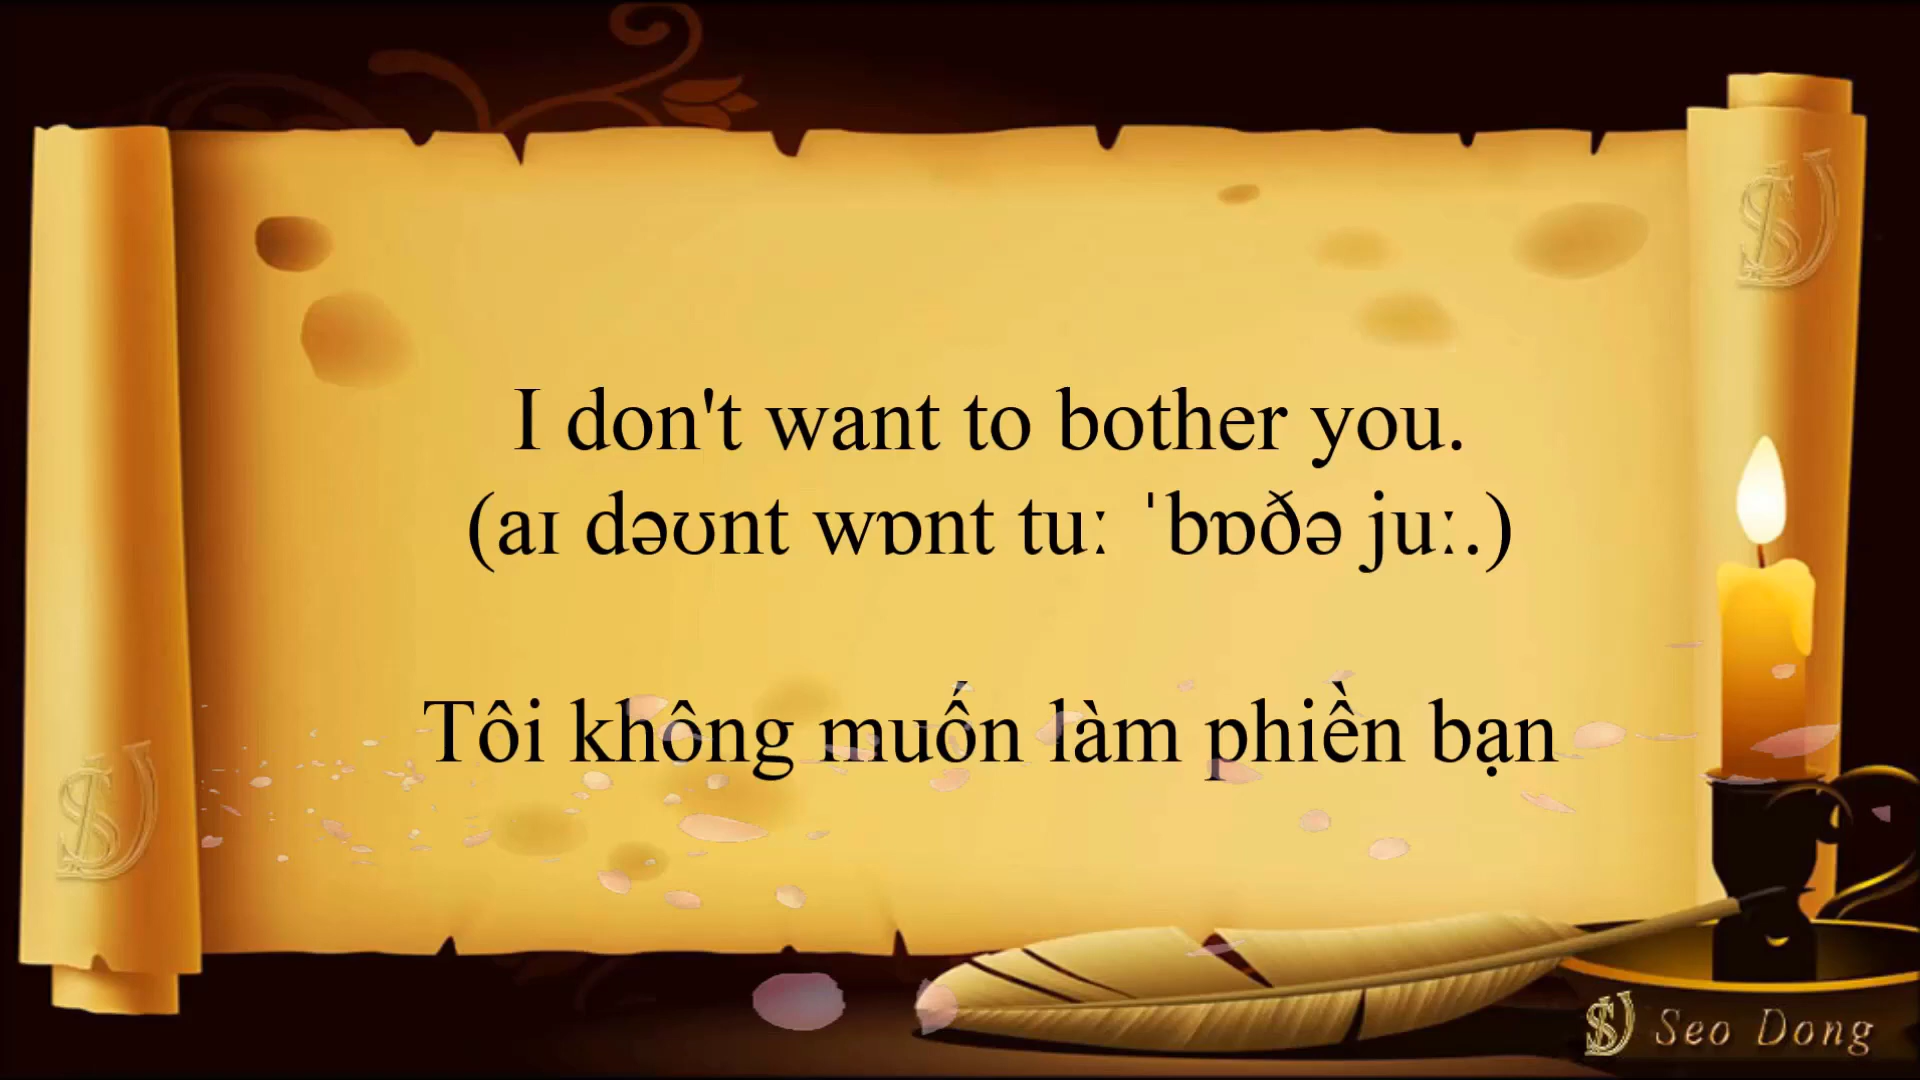 I don't want to bother you.
(aɪ dəʊnt wɒnt tuː ˈbɒðə juː.)
Tôi không muốn làm phiền bạn
Seo Dong